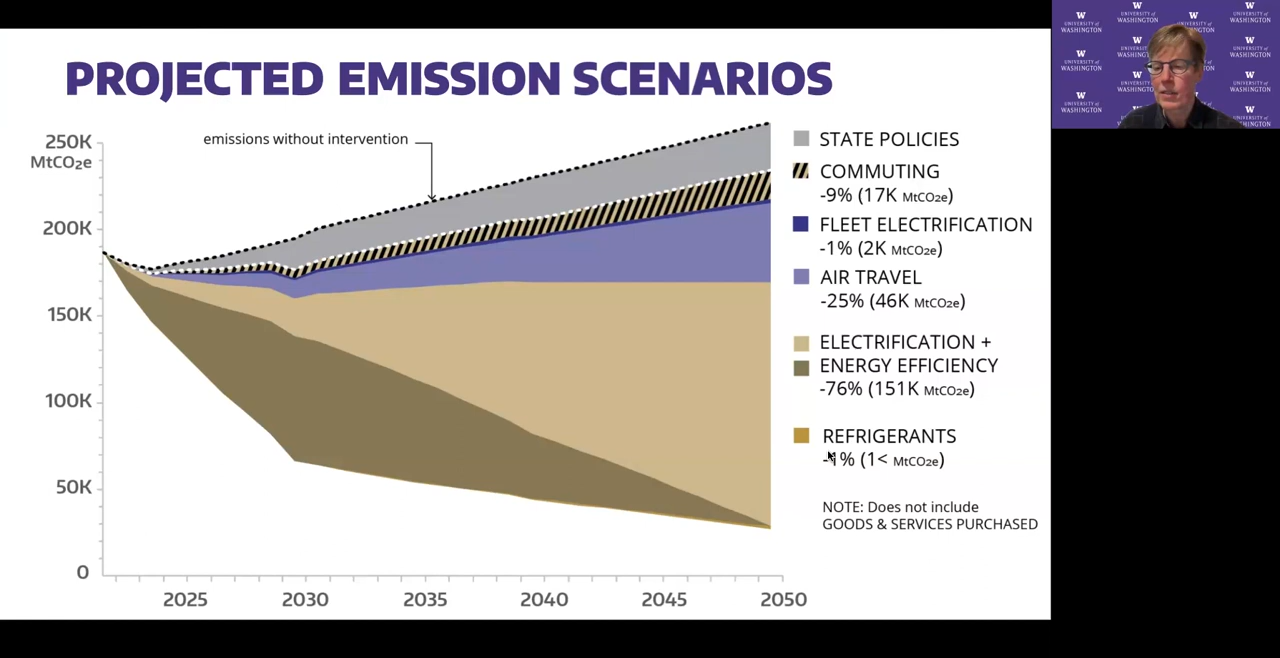 PROJECTED EMISSION SCENARIOS
250K
MtCO₂e
200K
150K
100K
50K
0
2025 2030 2035 2040 2045 2050
emissions without intervention
STATE POLICIES
COMMUTING
-9% (17K MtCO₂e)
FLEET ELECTRIFICATION
-1% (2K MtCO₂e)
AIR TRAVEL
-25% (46K MtCO₂e)
ELECTRIFICATION +
ENERGY EFFICIENCY
-76% (151K MtCO₂e)
REFRIGERANTS
-1% (1< MtCO₂e)
NOTE: Does not include
GOODS & SERVICES PURCHASED
W
UNIVERSITY of
WASHINGTON